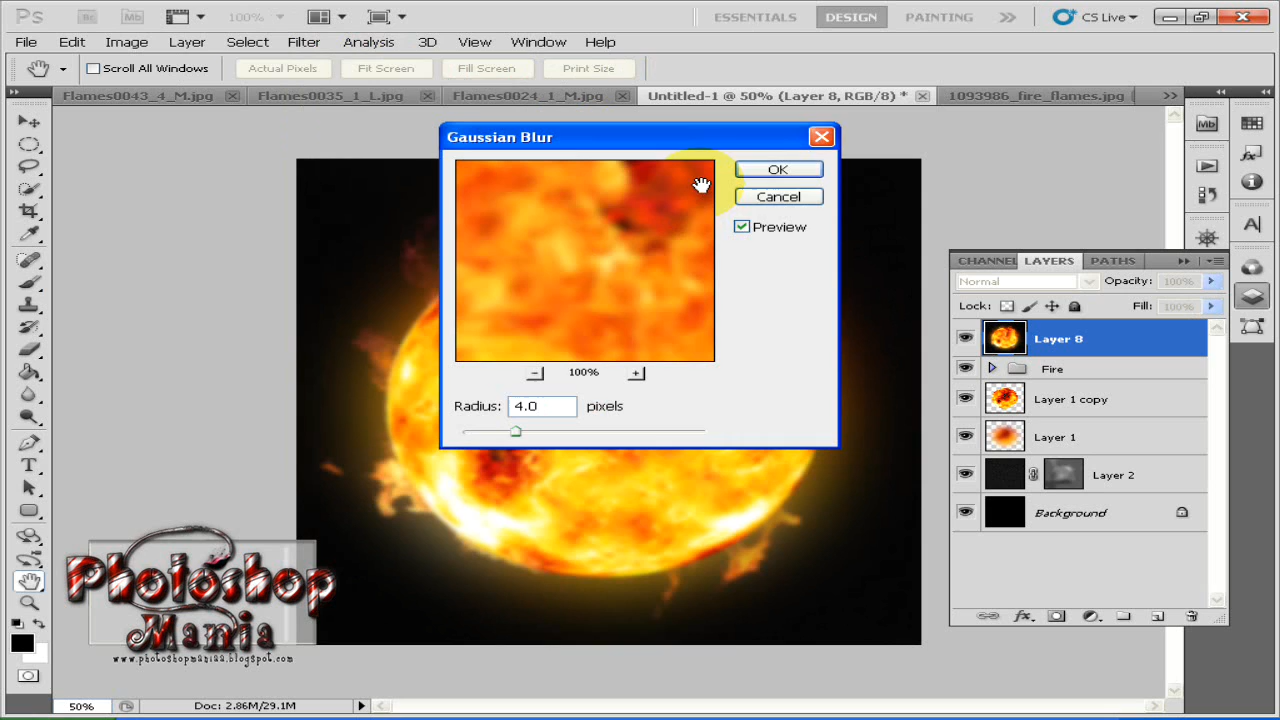 Ps Br Mb 100% ESSENTIALS DESIGN PAINTING CS Live
File Edit Image Layer Select Filter Analysis 3D View Window Help
Scroll All Windows Actual Pixels Fit Screen Fill Screen Print Size
Flames0043_4_M.jpg Flames0035_1_L.jpg Flames0024_1_M.jpg Untitled-1 @ 50% (Layer 8, RGB/8) * 1093986_fire_flames.jpg
Mb
Gaussian Blur
OK
Cancel
Preview
100%
Radius: 4.0 pixels
CHANNEL LAYERS PATHS
Normal Opacity: 100%
Lock: Fill: 100%
Layer 8
Fire
Layer 1 copy
Layer 1
Layer 2
Background
fx
Photoshop
Mania
www.photoshopmaniaa.blogspot.com
50% Doc: 2.86M/29.1M